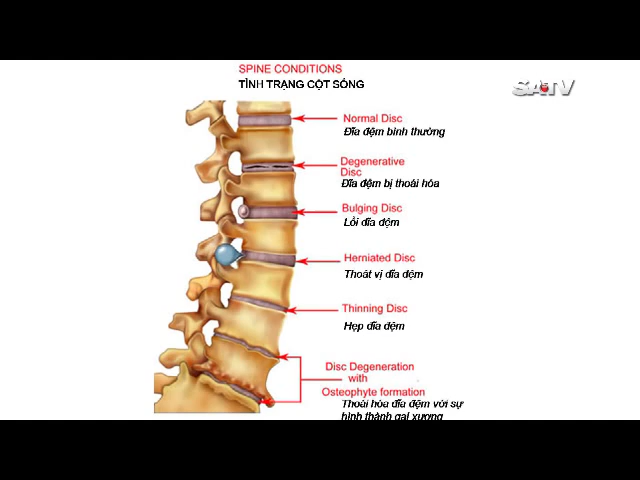 SPINE CONDITIONS
TÌNH TRẠNG CỘT SỐNG
SATV
Normal Disc
Đĩa đệm bình thường
Degenerative
Disc
Đĩa đệm bị thoái hóa
Bulging Disc
Lồi đĩa đệm
Herniated Disc
Thoát vị đĩa đệm
Thinning Disc
Hẹp đĩa đệm
Disc Degeneration
with
Osteophyte formation
Thoái hóa đĩa đệm với sự
hình thành gai xương